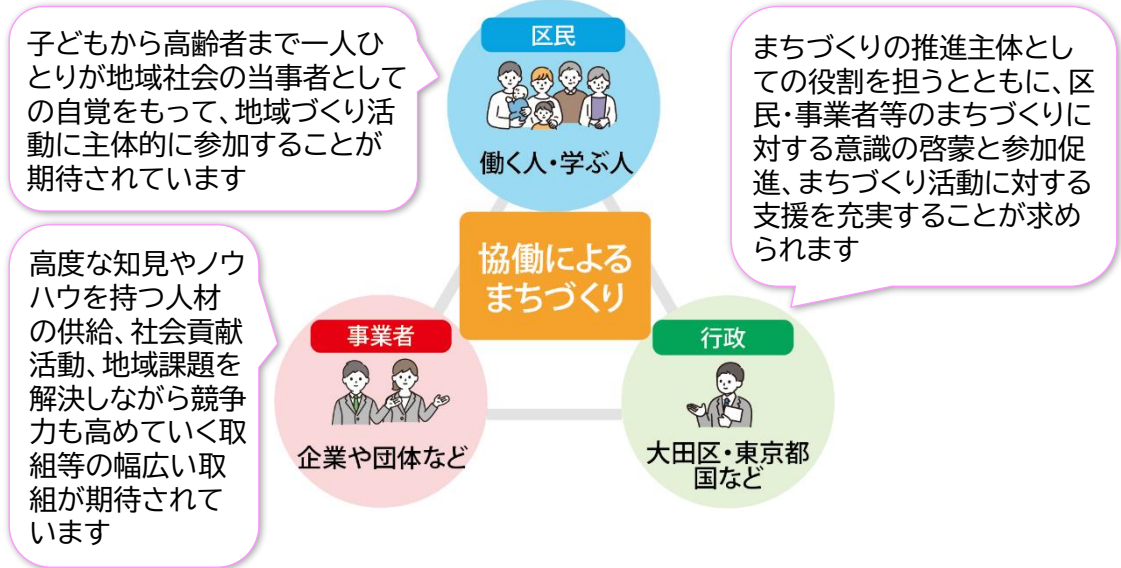 子どもから高齢者まで一人ひ
とりが地域社会の当事者として
の自覚をもって、地域づくり活
動に主体的に参加することが
期待されています
区民
働く人・学ぶ人
まちづくりの推進主体とし
ての役割を担うとともに、区
民・事業者等のまちづくりに
対する意識の啓蒙と参加促
進、まちづくり活動に対する
支援を充実することが求め
られます
協働による
まちづくり
高度な知見やノウ
ハウを持つ人材
の供給、社会貢献
活動、地域課題を
解決しながら競争
力も高めていく取
組等の幅広い取
組が期待されて
います
事業者
企業や団体など
行政
大田区・東京都
国など